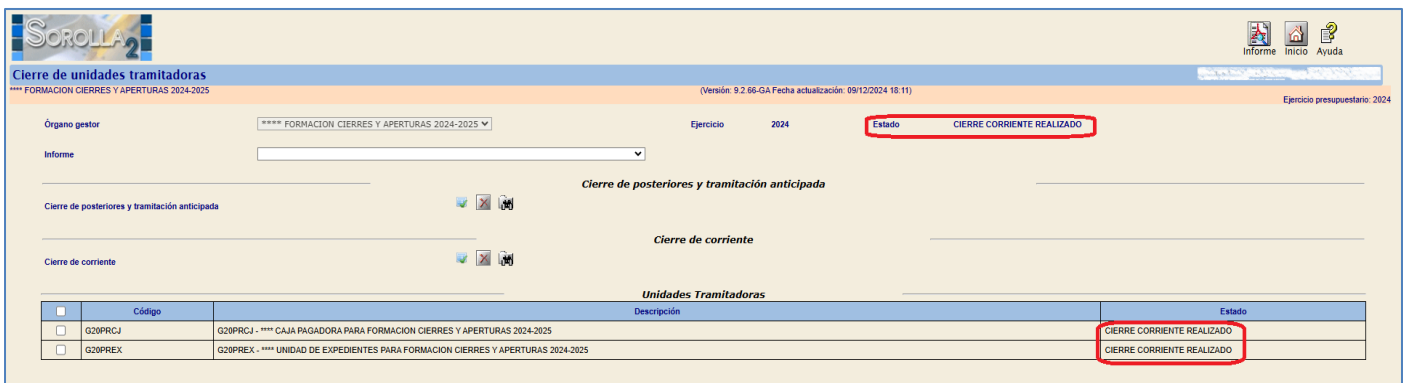 SOROLLA2
Informe Inicio Ayuda
Cierre de unidades tramitadoras
**** FORMACION CIERRES Y APERTURAS 2024-2025 (Versión: 9.2.66-GA Fecha actualización: 09/12/2024 18:11)
Ejercicio presupuestario: 2024
Órgano gestor **** FORMACION CIERRES Y APERTURAS 2024-2025 Ejercicio 2024 Estado CIERRE CORRIENTE REALIZADO
Informe
Cierre de posteriores y tramitación anticipada
Cierre de posteriores y tramitación anticipada
Cierre de corriente
Cierre de corriente
Unidades Tramitadoras
Código Descripción Estado
G20PRCJ G20PRCJ - **** CAJA PAGADORA PARA FORMACION CIERRES Y APERTURAS 2024-2025 CIERRE CORRIENTE REALIZADO
G20PREX G20PREX - **** UNIDAD DE EXPEDIENTES PARA FORMACION CIERRES Y APERTURAS 2024-2025 CIERRE CORRIENTE REALIZADO